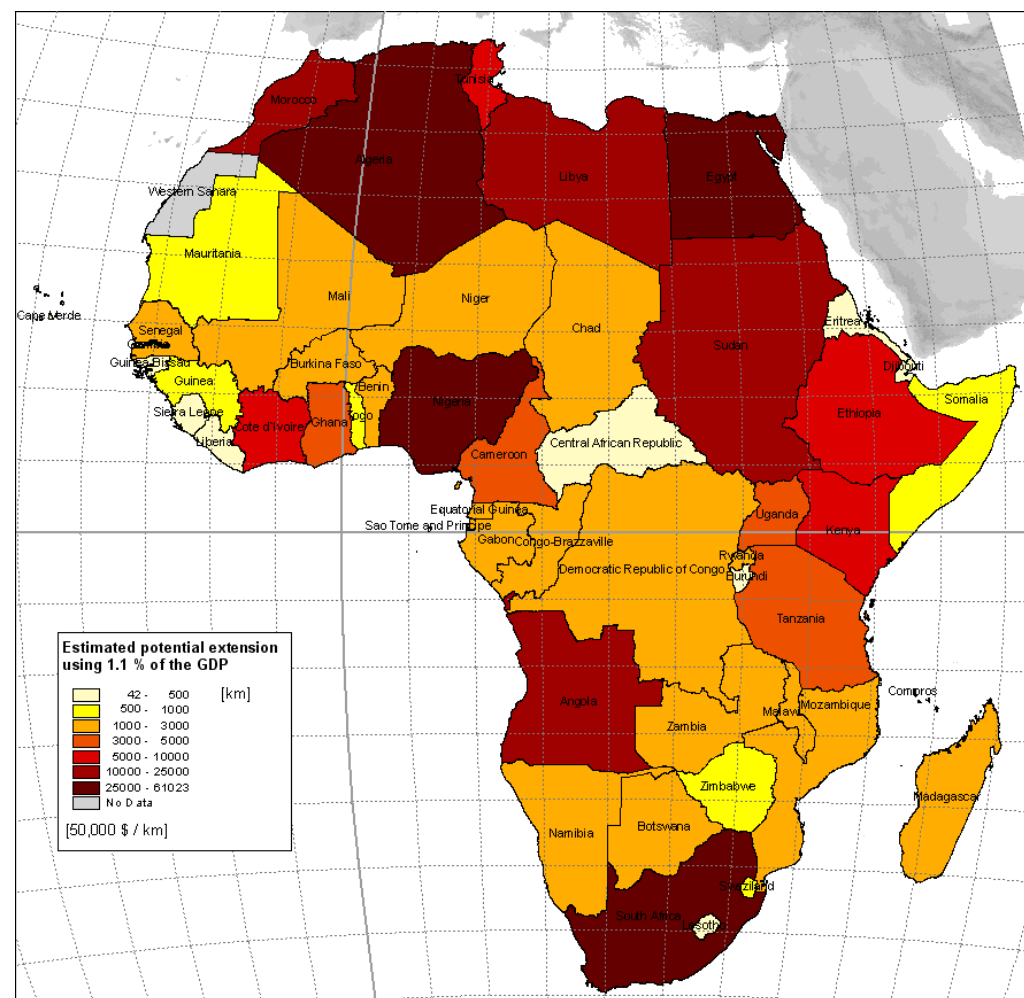 Tunisia
Morocco
Algeria
Libya
Egypt
Western Sahara
Mauritania
Mali
Niger
Chad
Sudan
Eritrea
Cape Verde
Senegal
Gambia
Guinea Bissau
Guinea
Burkina Faso
Benin
Djibouti
Somalia
Nigeria
Sierra Leone
Cote d'Ivoire
Ghana
Togo
Ethiopia
Liberia
Central African Republic
Cameroon
Equatorial Guinea
Sao Tome and Principe
Uganda
Kenya
Gabon
Congo-Brazzaville
Rwanda
Democratic Republic of Congo
Burundi
Tanzania
Estimated potential extension
using 1.1 % of the GDP
42 - 500 [km]
500 - 1000
1000 - 3000
3000 - 5000
5000 - 10000
10000 - 25000
25000 - 61023
No Data
[50,000 $ / km]
Angola
Zambia
Malawi
Mozambique
Compros
Zimbabwe
Madagascar
Namibia
Botswana
Swaziland
South Africa
Lesotho